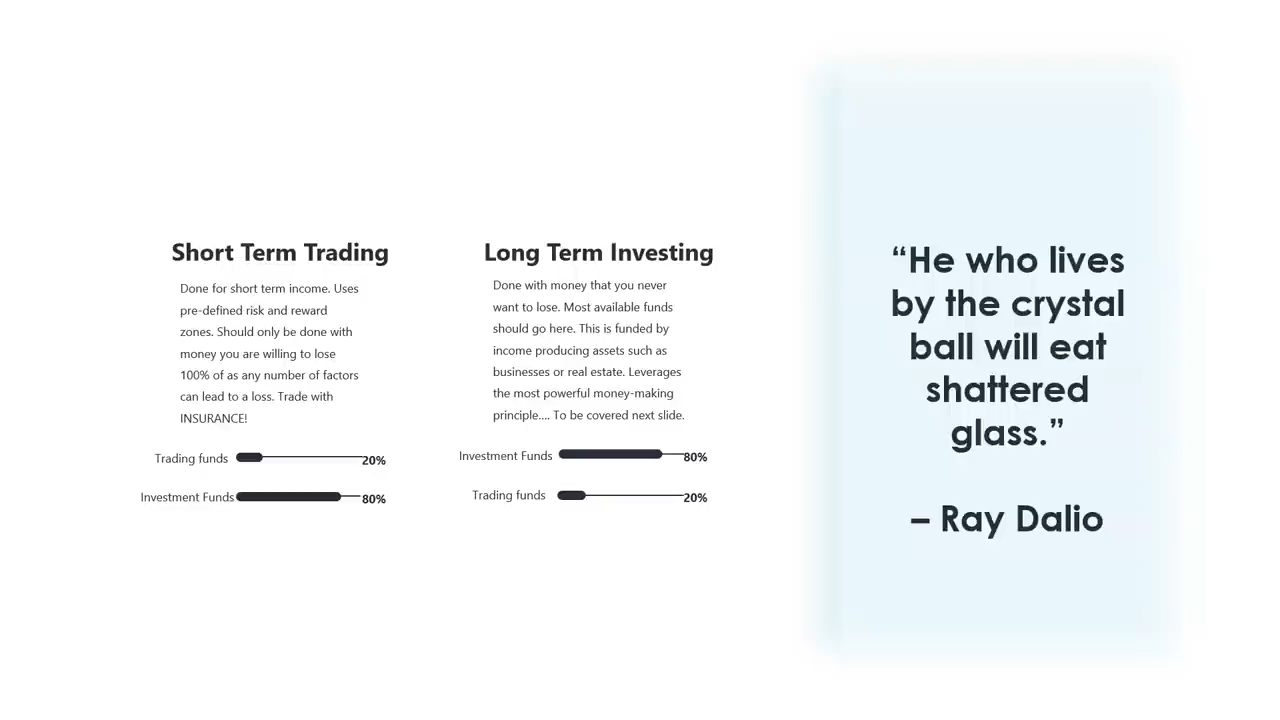 Short Term Trading
Done for short term income. Uses
pre-defined risk and reward
zones. Should only be done with
money you are willing to lose
100% of as any number of factors
can lead to a loss. Trade with
INSURANCE!
Trading funds 20%
Investment Funds 80%
Long Term Investing
Done with money that you never
want to lose. Most available funds
should go here. This is funded by
income producing assets such as
businesses or real estate. Leverages
the most powerful money-making
principle.... To be covered next slide.
Investment Funds 80%
Trading funds 20%
“He who lives
by the crystal
ball will eat
shattered
glass.”
– Ray Dalio